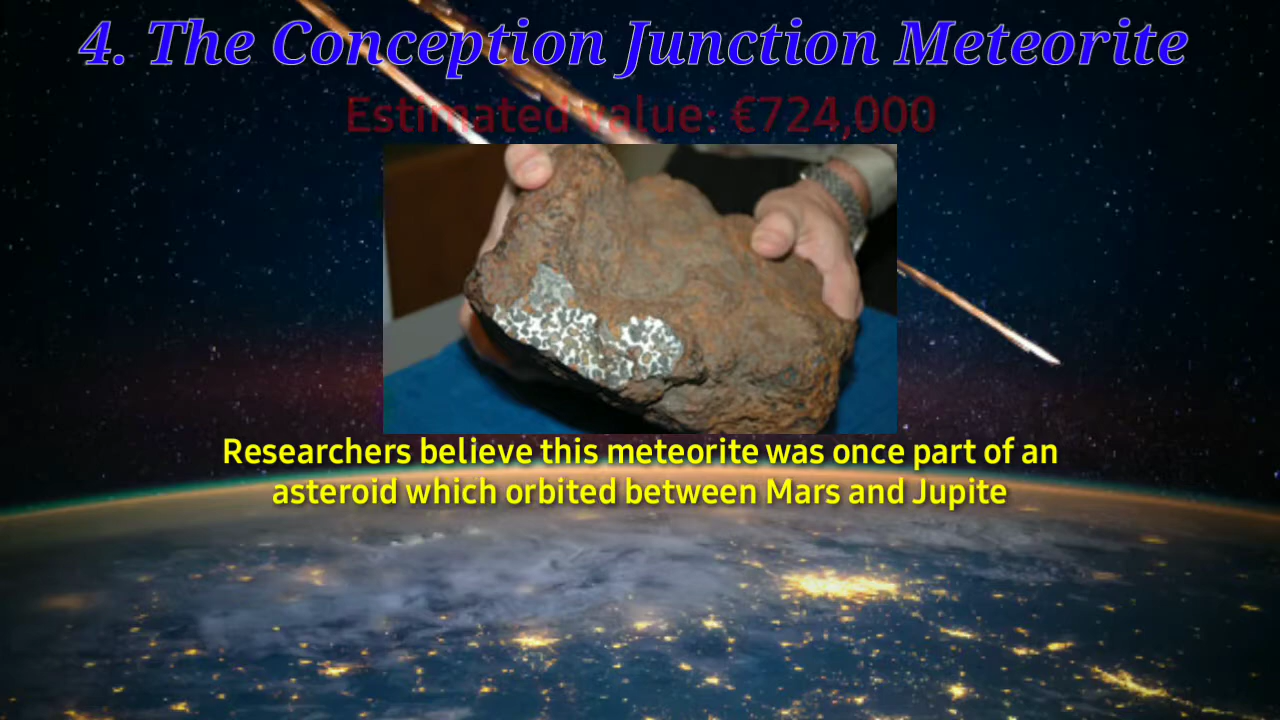 4. The Conception Junction Meteorite
Estimated value: €724,000
Researchers believe this meteorite was once part of an
asteroid which orbited between Mars and Jupite